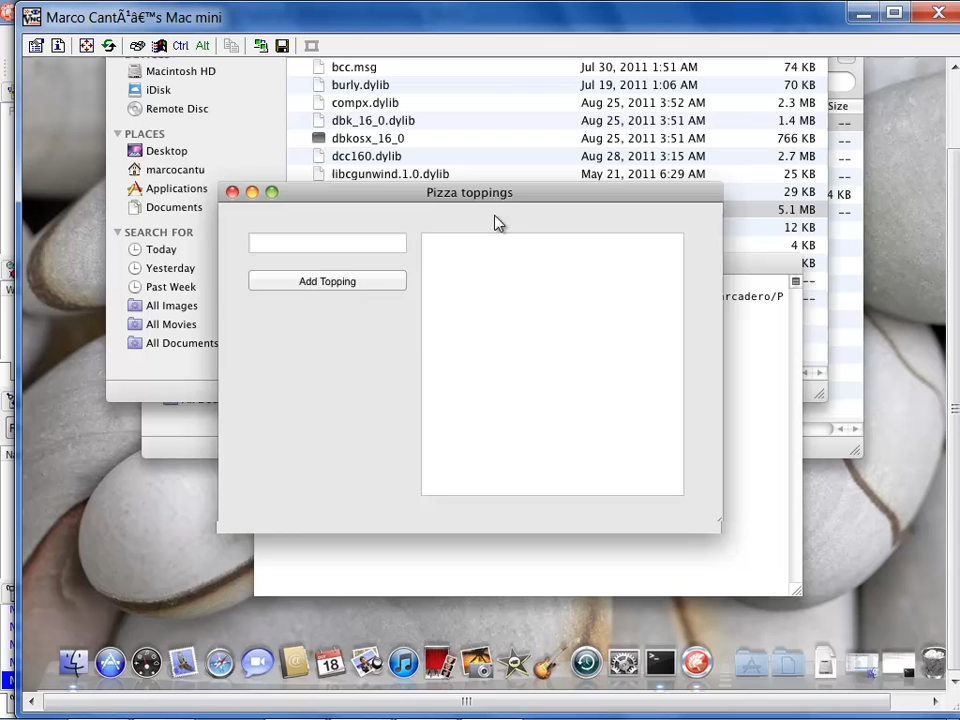 Marco CantÃ¹â€™s Mac mini
Ctrl Alt
Macintosh HD
iDisk
Remote Disc
PLACES
Desktop
marcocantu
Applications
Documents
SEARCH FOR
Today
Yesterday
Past Week
All Images
All Movies
All Documents
bcc.msg Jul 30, 2011 1:51 AM 74 KB
burly.dylib Jul 19, 2011 1:06 AM 70 KB
compx.dylib Aug 25, 2011 3:52 AM 2.3 MB
dbk_16_0.dylib Aug 25, 2011 3:51 AM 1.4 MB
dbkosx_16_0 Aug 25, 2011 3:51 AM 766 KB
dcc160.dylib Aug 28, 2011 3:15 AM 2.7 MB
libcgunwind.1.0.dylib May 21, 2011 6:29 AM 25 KB
29 KB
5.1 MB
12 KB
4 KB
KB
--
Size
--
--
--
--
4 KB
--
--
--
--
Pizza toppings
Add Topping
arcadero/P
18